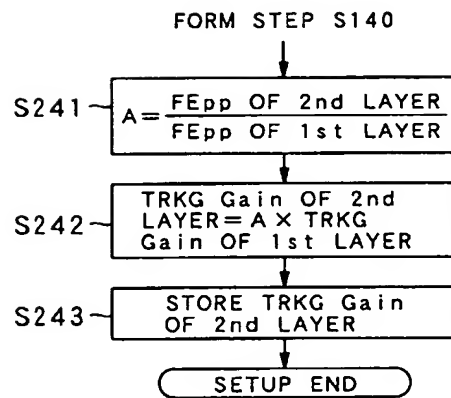 FORM STEP S140
S241
A = FEpp OF 2nd LAYER
FEpp OF 1st LAYER
S242
TRKG Gain OF 2nd
LAYER = A × TRKG
Gain OF 1st LAYER
S243
STORE TRKG Gain
OF 2nd LAYER
SETUP END